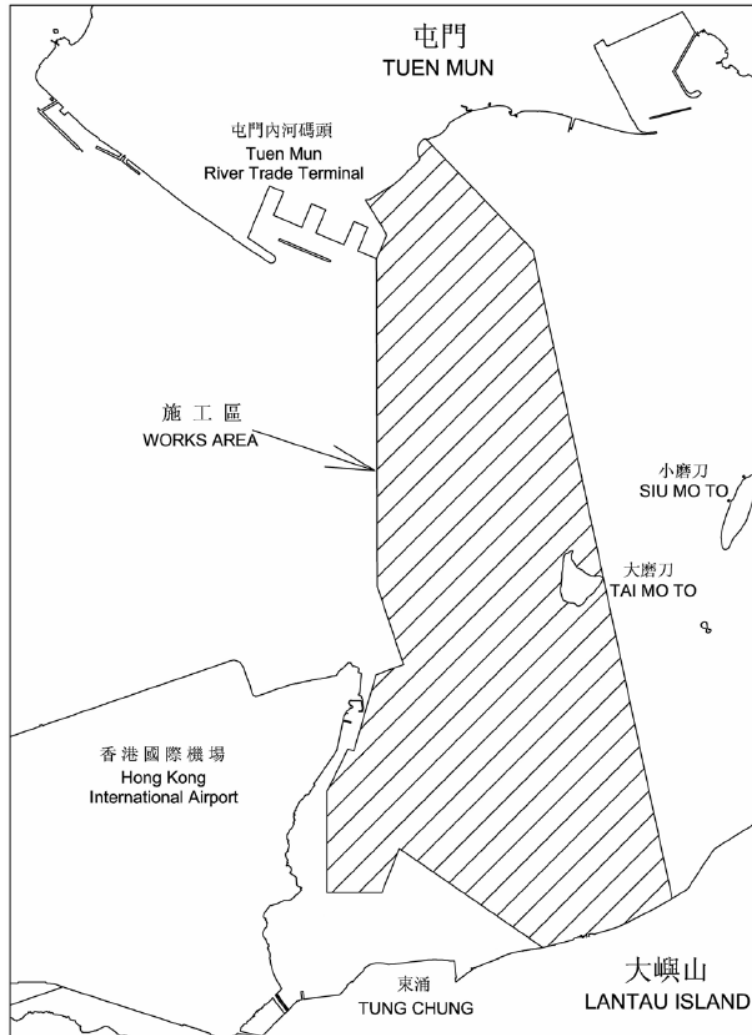 屯門
TUEN MUN
屯門內河碼頭
Tuen Mun
River Trade Terminal
施工區
WORKS AREA
小磨刀
SIU MO TO
大磨刀
TAI MO TO
香港國際機場
Hong Kong
International Airport
東涌
TUNG CHUNG
大嶼山
LANTAU ISLAND